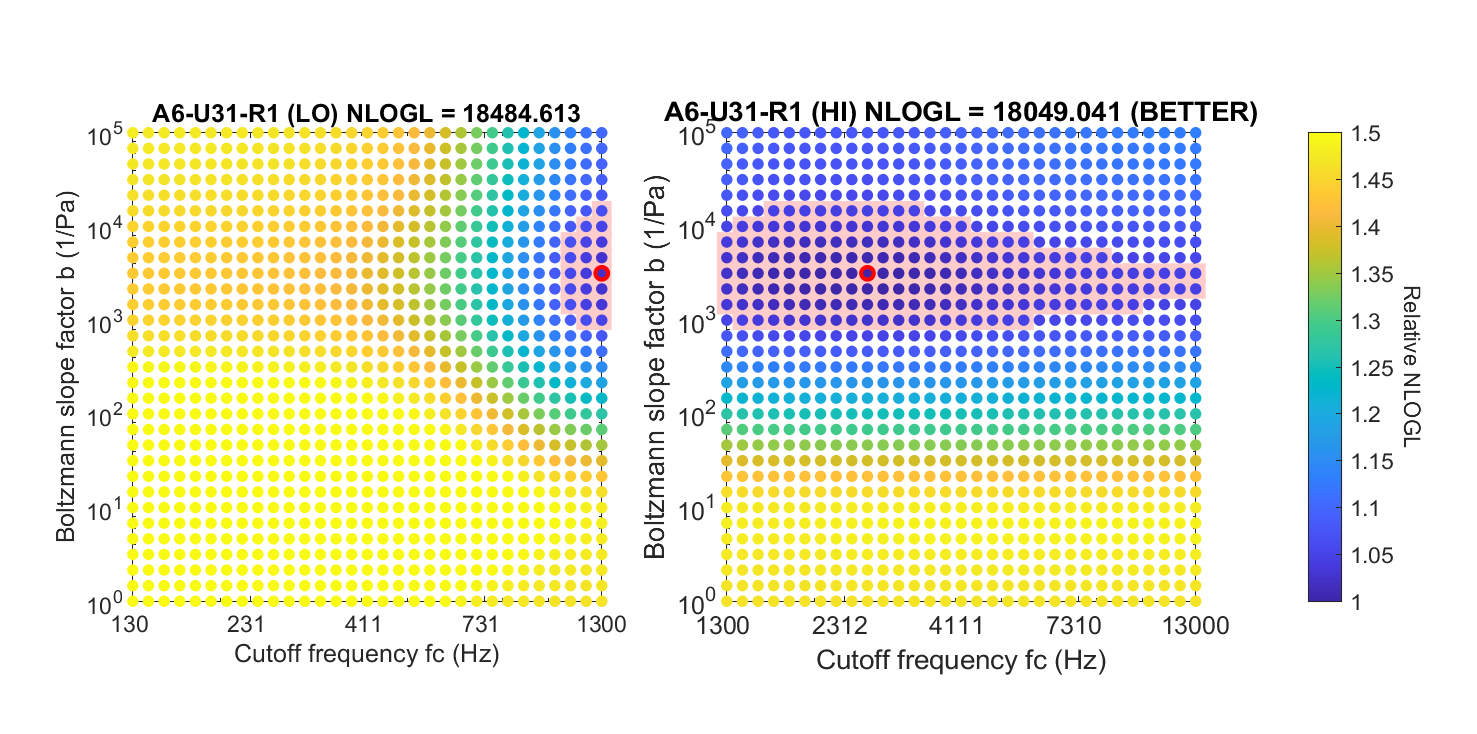 A6-U31-R1 (LO) NLOGL = 18484.613
Boltzmann slope factor b (1/Pa)
10^5
10^4
10^3
10^2
10^1
10^0
130 231 411 731 1300
Cutoff frequency fc (Hz)
A6-U31-R1 (HI) NLOGL = 18049.041 (BETTER)
Boltzmann slope factor b (1/Pa)
10^5
10^4
10^3
10^2
10^1
10^0
1300 2312 4111 7310 13000
Cutoff frequency fc (Hz)
1.5
1.45
1.4
1.35
1.3
1.25
1.2
1.15
1.1
1.05
1
Relative NLOGL